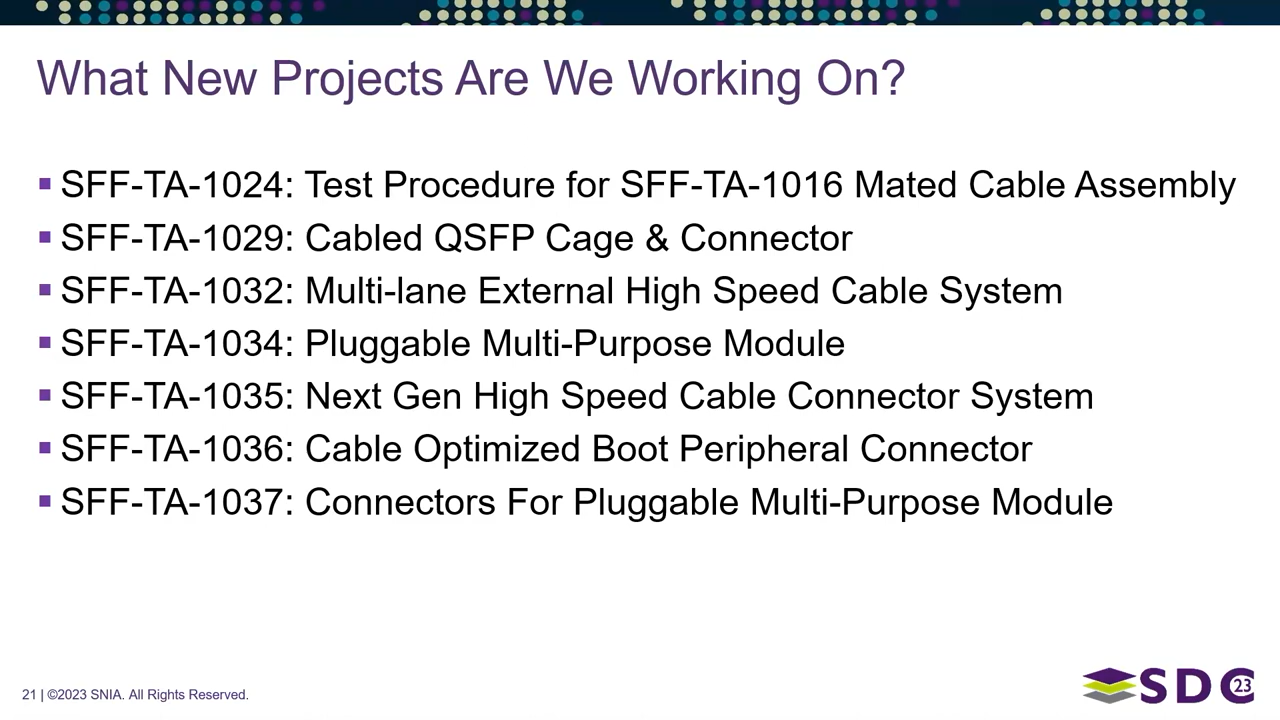 What New Projects Are We Working On?
SFF-TA-1024: Test Procedure for SFF-TA-1016 Mated Cable Assembly
SFF-TA-1029: Cabled QSFP Cage & Connector
SFF-TA-1032: Multi-lane External High Speed Cable System
SFF-TA-1034: Pluggable Multi-Purpose Module
SFF-TA-1035: Next Gen High Speed Cable Connector System
SFF-TA-1036: Cable Optimized Boot Peripheral Connector
SFF-TA-1037: Connectors For Pluggable Multi-Purpose Module
21 | ©2023 SNIA. All Rights Reserved.
SDC 23